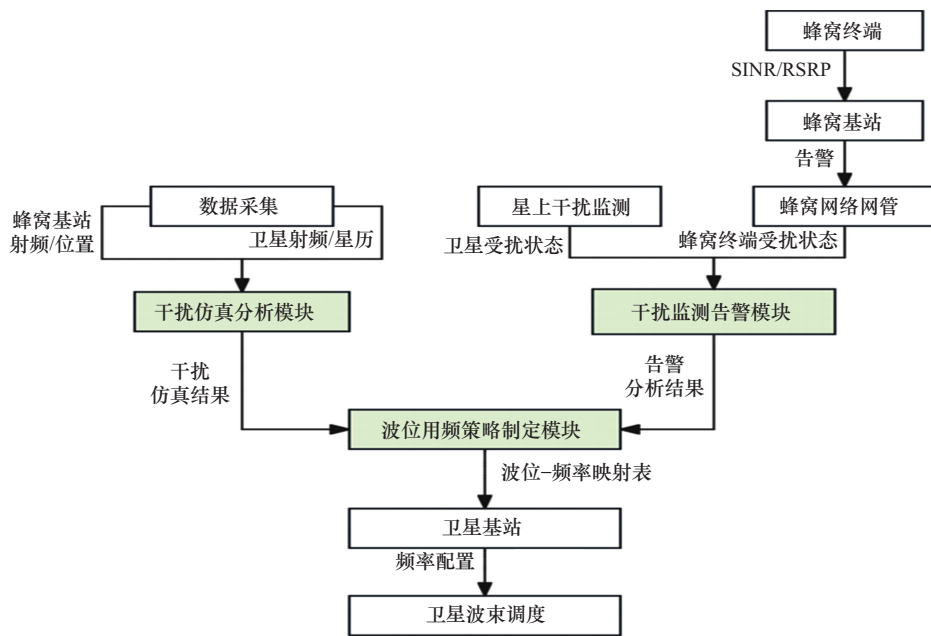 蜂窝终端
SINR/RSRP
蜂窝基站
告警
数据采集
星上干扰监测
蜂窝网络网管
蜂窝基站
射频/位置
卫星射频/星历
卫星受扰状态
蜂窝终端受扰状态
干扰仿真分析模块
干扰监测告警模块
干扰
仿真结果
告警
分析结果
波位用频策略制定模块
波位–频率映射表
卫星基站
频率配置
卫星波束调度